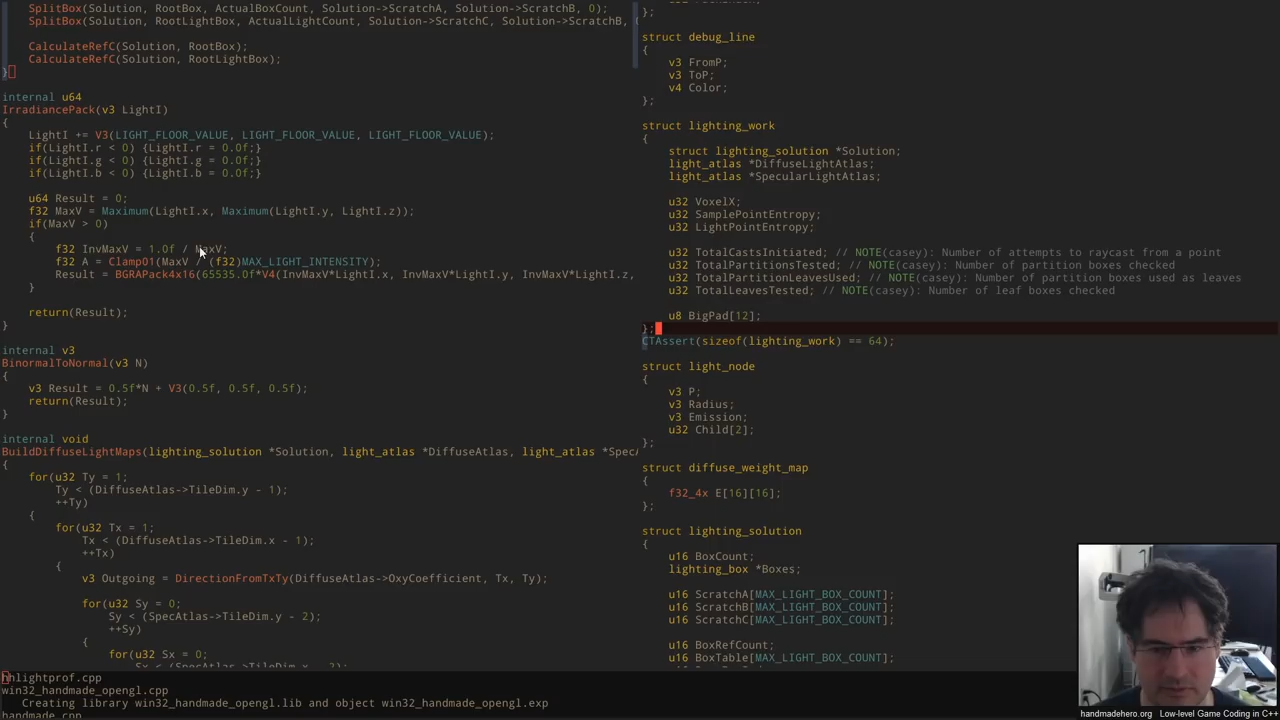 SplitBox(Solution, RootBox, ActualBoxCount, Solution->ScratchA, Solution->ScratchB, 0);
SplitBox(Solution, RootLightBox, ActualLightCount, Solution->ScratchC, Solution->ScratchB,
CalculateRefC(Solution, RootBox);
CalculateRefC(Solution, RootLightBox);
}
internal u64
IrradiancePack(v3 LightI)
{
LightI += V3(LIGHT_FLOOR_VALUE, LIGHT_FLOOR_VALUE, LIGHT_FLOOR_VALUE);
if(LightI.r < 0) {LightI.r = 0.0f;}
if(LightI.g < 0) {LightI.g = 0.0f;}
if(LightI.b < 0) {LightI.b = 0.0f;}
u64 Result = 0;
f32 MaxV = Maximum(LightI.x, Maximum(LightI.y, LightI.z));
if(MaxV > 0)
{
f32 InvMaxV = 1.0f / MaxV;
f32 A = Clamp01(MaxV / (f32)MAX_LIGHT_INTENSITY);
Result = BGRAPack4x16(65535.0f*V4(InvMaxV*LightI.x, InvMaxV*LightI.y, InvMaxV*LightI.z,
}
return(Result);
}
internal v3
BinormalToNormal(v3 N)
{
v3 Result = 0.5f*N + V3(0.5f, 0.5f, 0.5f);
return(Result);
}
internal void
BuildDiffuseLightMaps(lighting_solution *Solution, light_atlas *DiffuseAtlas, light_atlas *Spec
{
for(u32 Ty = 1;
Ty < (DiffuseAtlas->TileDim.y - 1);
++Ty)
{
for(u32 Tx = 1;
Tx < (DiffuseAtlas->TileDim.x - 1);
++Tx)
{
v3 Outgoing = DirectionFromTxTy(DiffuseAtlas->OxyCoefficient, Tx, Ty);
for(u32 Sy = 0;
Sy < (SpecAtlas->TileDim.y - 2);
++Sy)
{
for(u32 Sx = 0;
Sx < (SpecAtlas->TileDim.x - 2);
};
struct debug_line
{
v3 FromP;
v3 ToP;
v4 Color;
};
struct lighting_work
{
struct lighting_solution *Solution;
light_atlas *DiffuseLightAtlas;
light_atlas *SpecularLightAtlas;
u32 VoxelX;
u32 SamplePointEntropy;
u32 LightPointEntropy;
u32 TotalCastsInitiated; // NOTE(casey): Number of attempts to raycast from a point
u32 TotalPartitionsTested; // NOTE(casey): Number of partition boxes checked
u32 TotalPartitionLeavesUsed; // NOTE(casey): Number of partition boxes used as leaves
u32 TotalLeavesTested; // NOTE(casey): Number of leaf boxes checked
u8 BigPad[12];
};
CTAssert(sizeof(lighting_work) == 64);
struct light_node
{
v3 P;
v3 Radius;
v3 Emission;
u32 Child[2];
};
struct diffuse_weight_map
{
f32_4x E[16][16];
};
struct lighting_solution
{
u16 BoxCount;
lighting_box *Boxes;
u16 ScratchA[MAX_LIGHT_BOX_COUNT];
u16 ScratchB[MAX_LIGHT_BOX_COUNT];
u16 ScratchC[MAX_LIGHT_BOX_COUNT];
u16 BoxRefCount;
u16 BoxTable[MAX_LIGHT_BOX_COUNT];
hhlightprof.cpp
win32_handmade_opengl.cpp
Creating library win32_handmade_opengl.lib and object win32_handmade_opengl.exp
handmade.cpp
handmadehero.org | Low-level Game Coding in C++